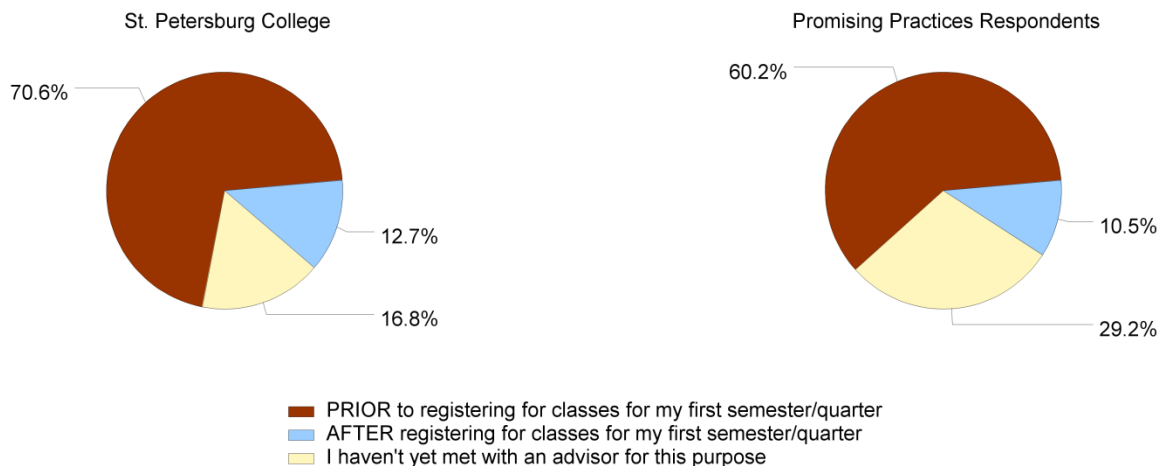 St. Petersburg College
Promising Practices Respondents
70.6%
12.7%
16.8%
60.2%
10.5%
29.2%
PRIOR to registering for classes for my first semester/quarter
AFTER registering for classes for my first semester/quarter
I haven't yet met with an advisor for this purpose